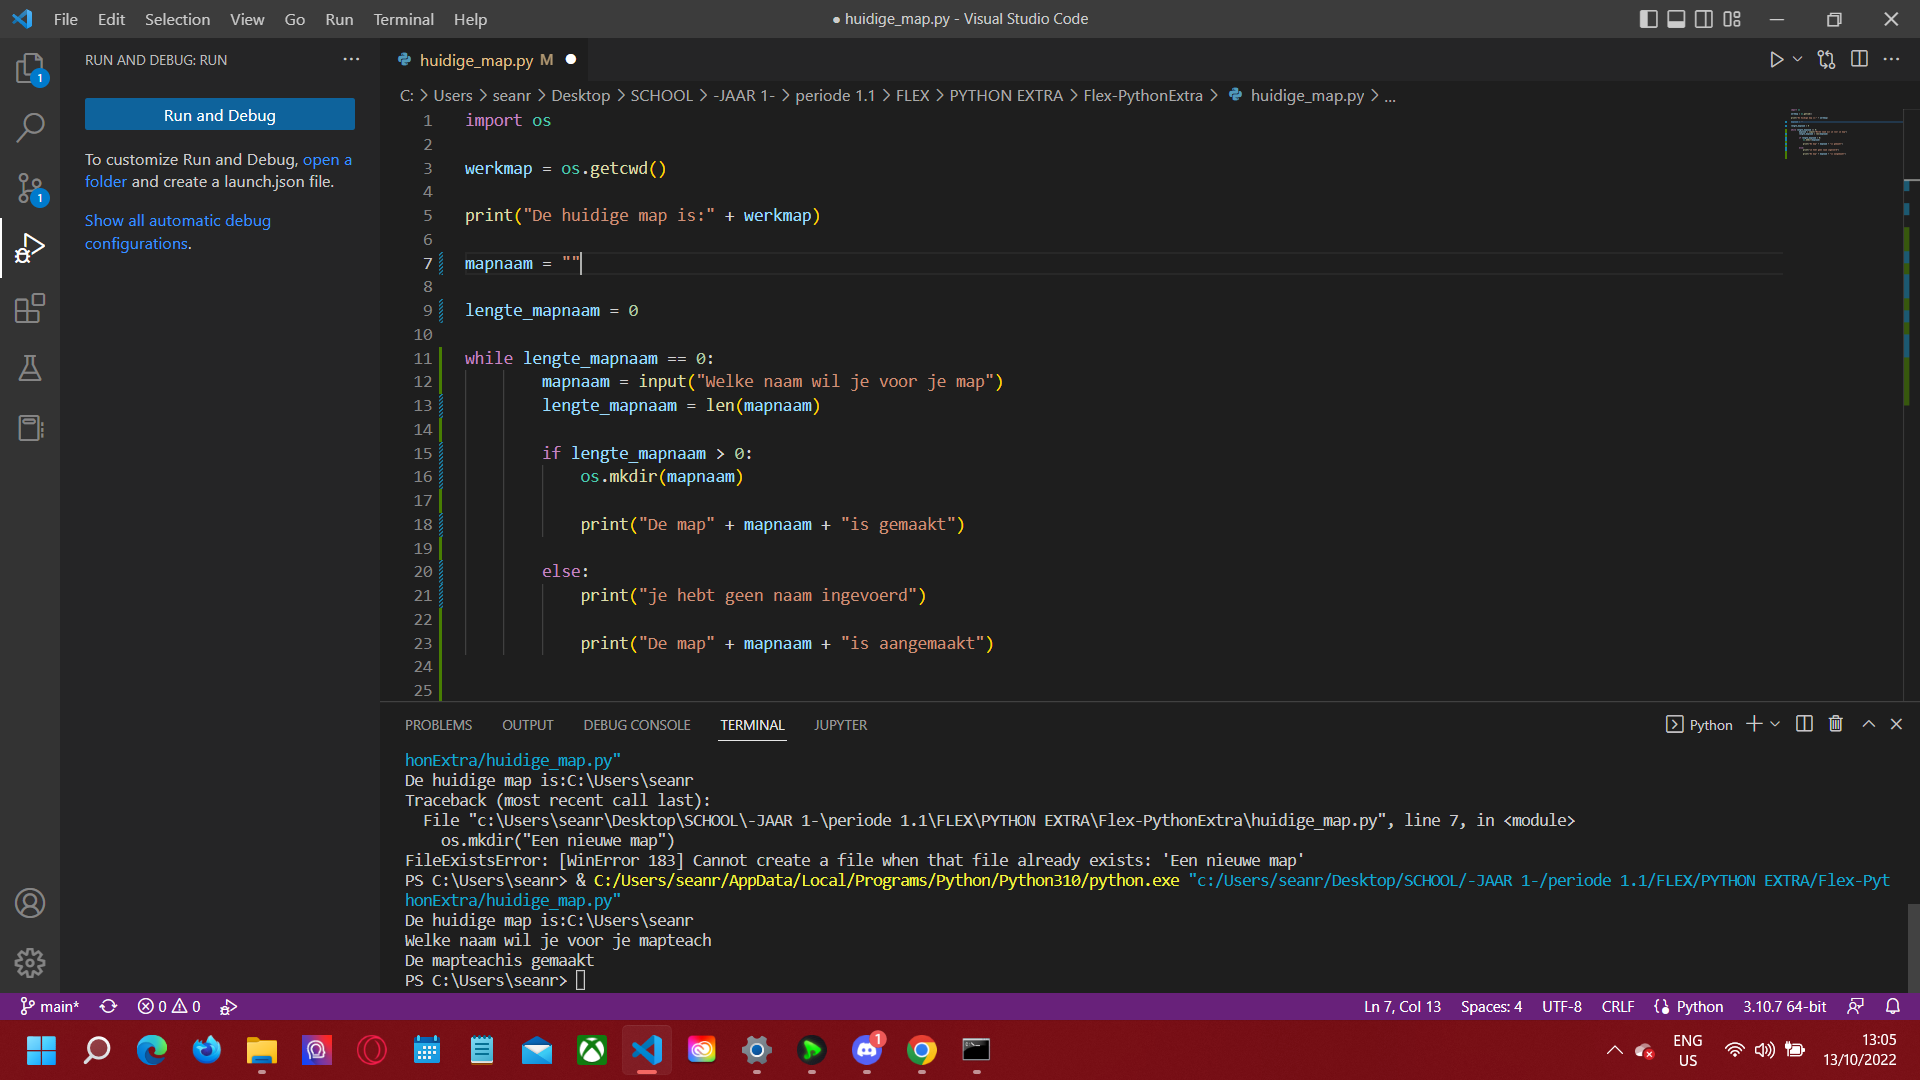 File Edit Selection View Go Run Terminal Help
● huidige_map.py - Visual Studio Code
RUN AND DEBUG: RUN
Run and Debug
To customize Run and Debug, open a
folder and create a launch.json file.
Show all automatic debug
configurations.
1
1
huidige_map.py M
C: > Users > seanr > Desktop > SCHOOL > -JAAR 1- > periode 1.1 > FLEX > PYTHON EXTRA > Flex-PythonExtra > huidige_map.py > ...
1 import os
2
3 werkmap = os.getcwd()
4
5 print("De huidige map is:" + werkmap)
6
7 mapnaam = ""
8
9 lengte_mapnaam = 0
10
11 while lengte_mapnaam == 0:
12 mapnaam = input("Welke naam wil je voor je map")
13 lengte_mapnaam = len(mapnaam)
14
15 if lengte_mapnaam > 0:
16 os.mkdir(mapnaam)
17
18 print("De map" + mapnaam + "is gemaakt")
19
20 else:
21 print("je hebt geen naam ingevoerd")
22
23 print("De map" + mapnaam + "is aangemaakt")
24
25
PROBLEMS OUTPUT DEBUG CONSOLE TERMINAL JUPYTER
Python
honExtra/huidige_map.py"
De huidige map is:C:\Users\seanr
Traceback (most recent call last):
File "c:\Users\seanr\Desktop\SCHOOL\-JAAR 1-\periode 1.1\FLEX\PYTHON EXTRA\Flex-PythonExtra\huidige_map.py", line 7, in <module>
os.mkdir("Een nieuwe map")
FileExistsError: [WinError 183] Cannot create a file when that file already exists: 'Een nieuwe map'
PS C:\Users\seanr> & C:/Users/seanr/AppData/Local/Programs/Python/Python310/python.exe "c:/Users/seanr/Desktop/SCHOOL/-JAAR 1-/periode 1.1/FLEX/PYTHON EXTRA/Flex-Pyt
honExtra/huidige_map.py"
De huidige map is:C:\Users\seanr
Welke naam wil je voor je mapteach
De mapteachis gemaakt
PS C:\Users\seanr>
main* 0 0
Ln 7, Col 13 Spaces: 4 UTF-8 CRLF Python 3.10.7 64-bit
1
ENG
US
13:05
13/10/2022